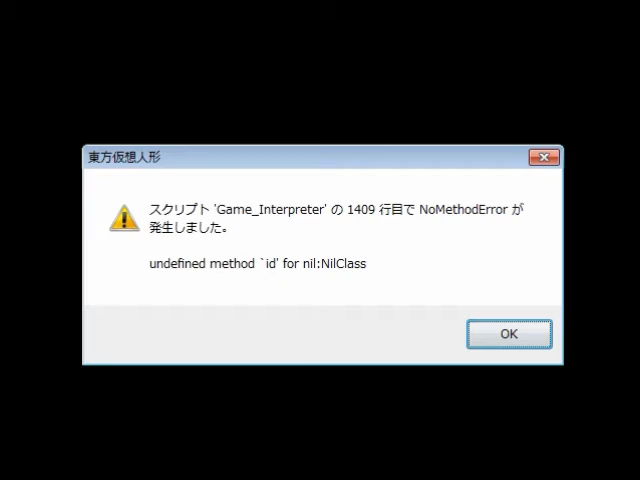 東方仮想人形
スクリプト 'Game_Interpreter' の 1409 行目で NoMethodError が
発生しました。
undefined method `id' for nil:NilClass
OK